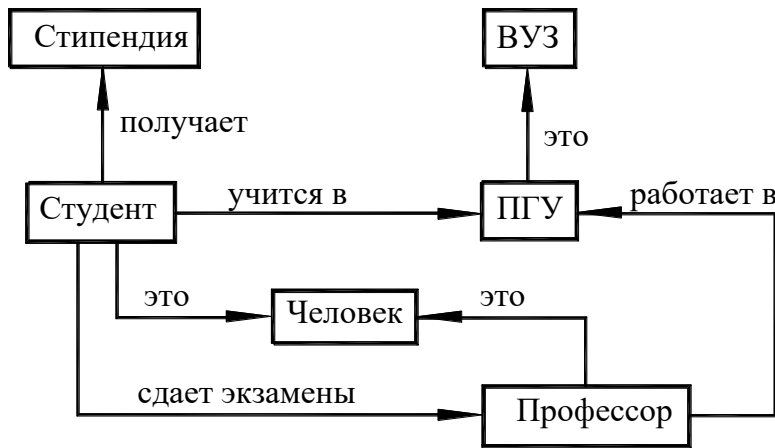 Стипендия
ВУЗ
получает
это
Студент
учится в
ПГУ
работает в
это
Человек
это
сдает экзамены
Профессор